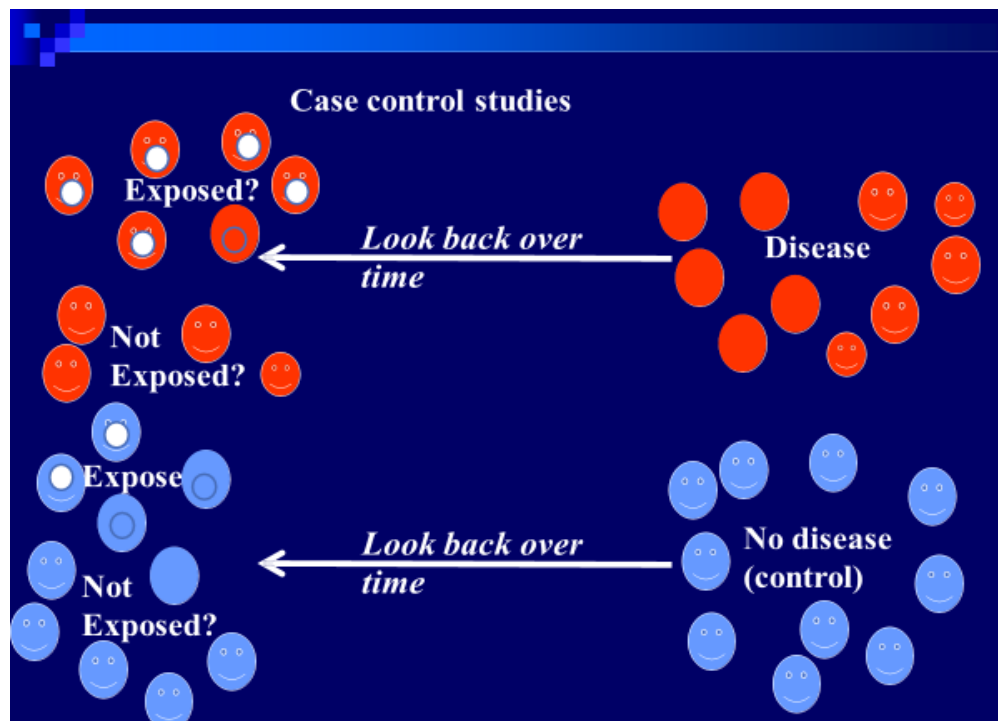 Case control studies
Exposed?
Look back over
time
Disease
Not
Exposed?
Expose
Look back over
time
No disease
(control)
Not
Exposed?